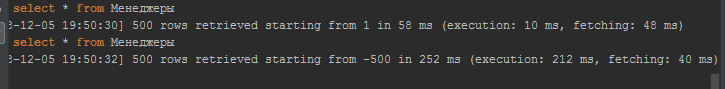 select * from Менеджеры
3-12-05 19:50:30] 500 rows retrieved starting from 1 in 58 ms (execution: 10 ms, fetching: 48 ms)
select * from Менеджеры
3-12-05 19:50:32] 500 rows retrieved starting from -500 in 252 ms (execution: 212 ms, fetching: 40 ms)